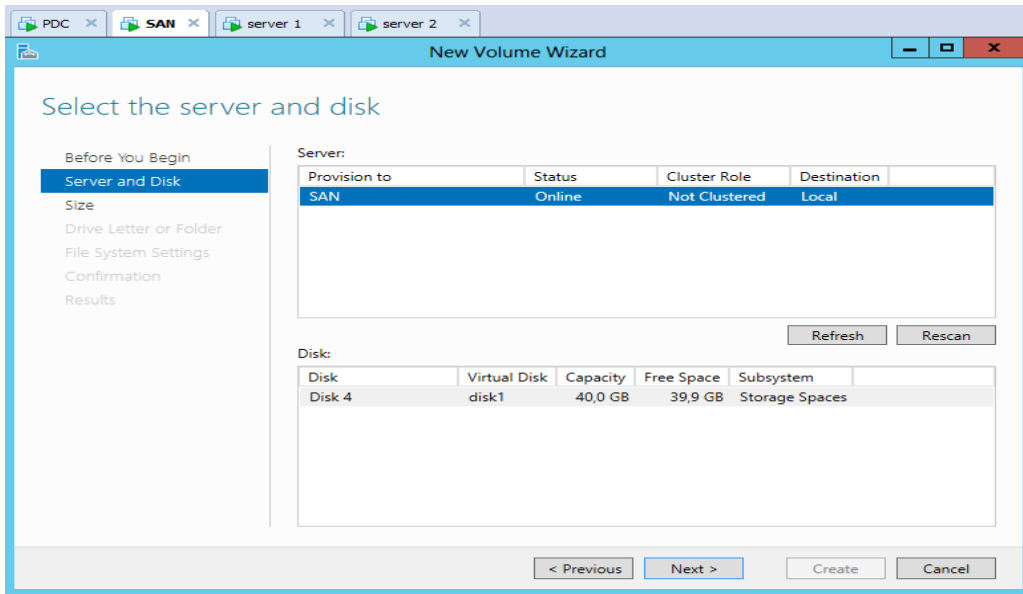 PDC SAN server 1 server 2
New Volume Wizard
Select the server and disk
Before You Begin
Server and Disk
Size
Drive Letter or Folder
File System Settings
Confirmation
Results
Server:
Provision to Status Cluster Role Destination
SAN Online Not Clustered Local
Refresh Rescan
Disk:
Disk Virtual Disk Capacity Free Space Subsystem
Disk 4 disk1 40,0 GB 39,9 GB Storage Spaces
< Previous Next > Create Cancel